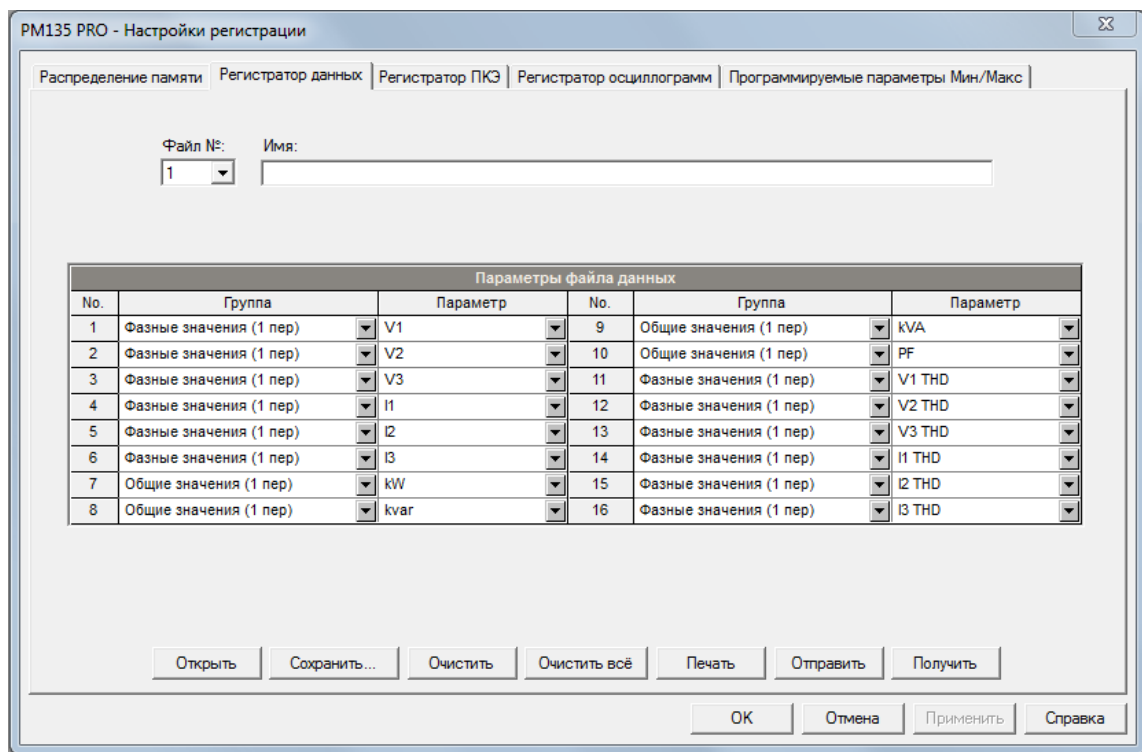 PM135 PRO - Настройки регистрации
Распределение памяти Регистратор данных Регистратор ПКЭ Регистратор осциллограмм Программируемые параметры Мин/Макс
Файл №: Имя:
1
Параметры файла данных
No. Группа Параметр No. Группа Параметр
1 Фазные значения (1 пер) V1 9 Общие значения (1 пер) kVA
2 Фазные значения (1 пер) V2 10 Общие значения (1 пер) PF
3 Фазные значения (1 пер) V3 11 Фазные значения (1 пер) V1 THD
4 Фазные значения (1 пер) I1 12 Фазные значения (1 пер) V2 THD
5 Фазные значения (1 пер) I2 13 Фазные значения (1 пер) V3 THD
6 Фазные значения (1 пер) I3 14 Фазные значения (1 пер) I1 THD
7 Общие значения (1 пер) kW 15 Фазные значения (1 пер) I2 THD
8 Общие значения (1 пер) kvar 16 Фазные значения (1 пер) I3 THD
Открыть Сохранить... Очистить Очистить всё Печать Отправить Получить
OK Отмена Применить Справка